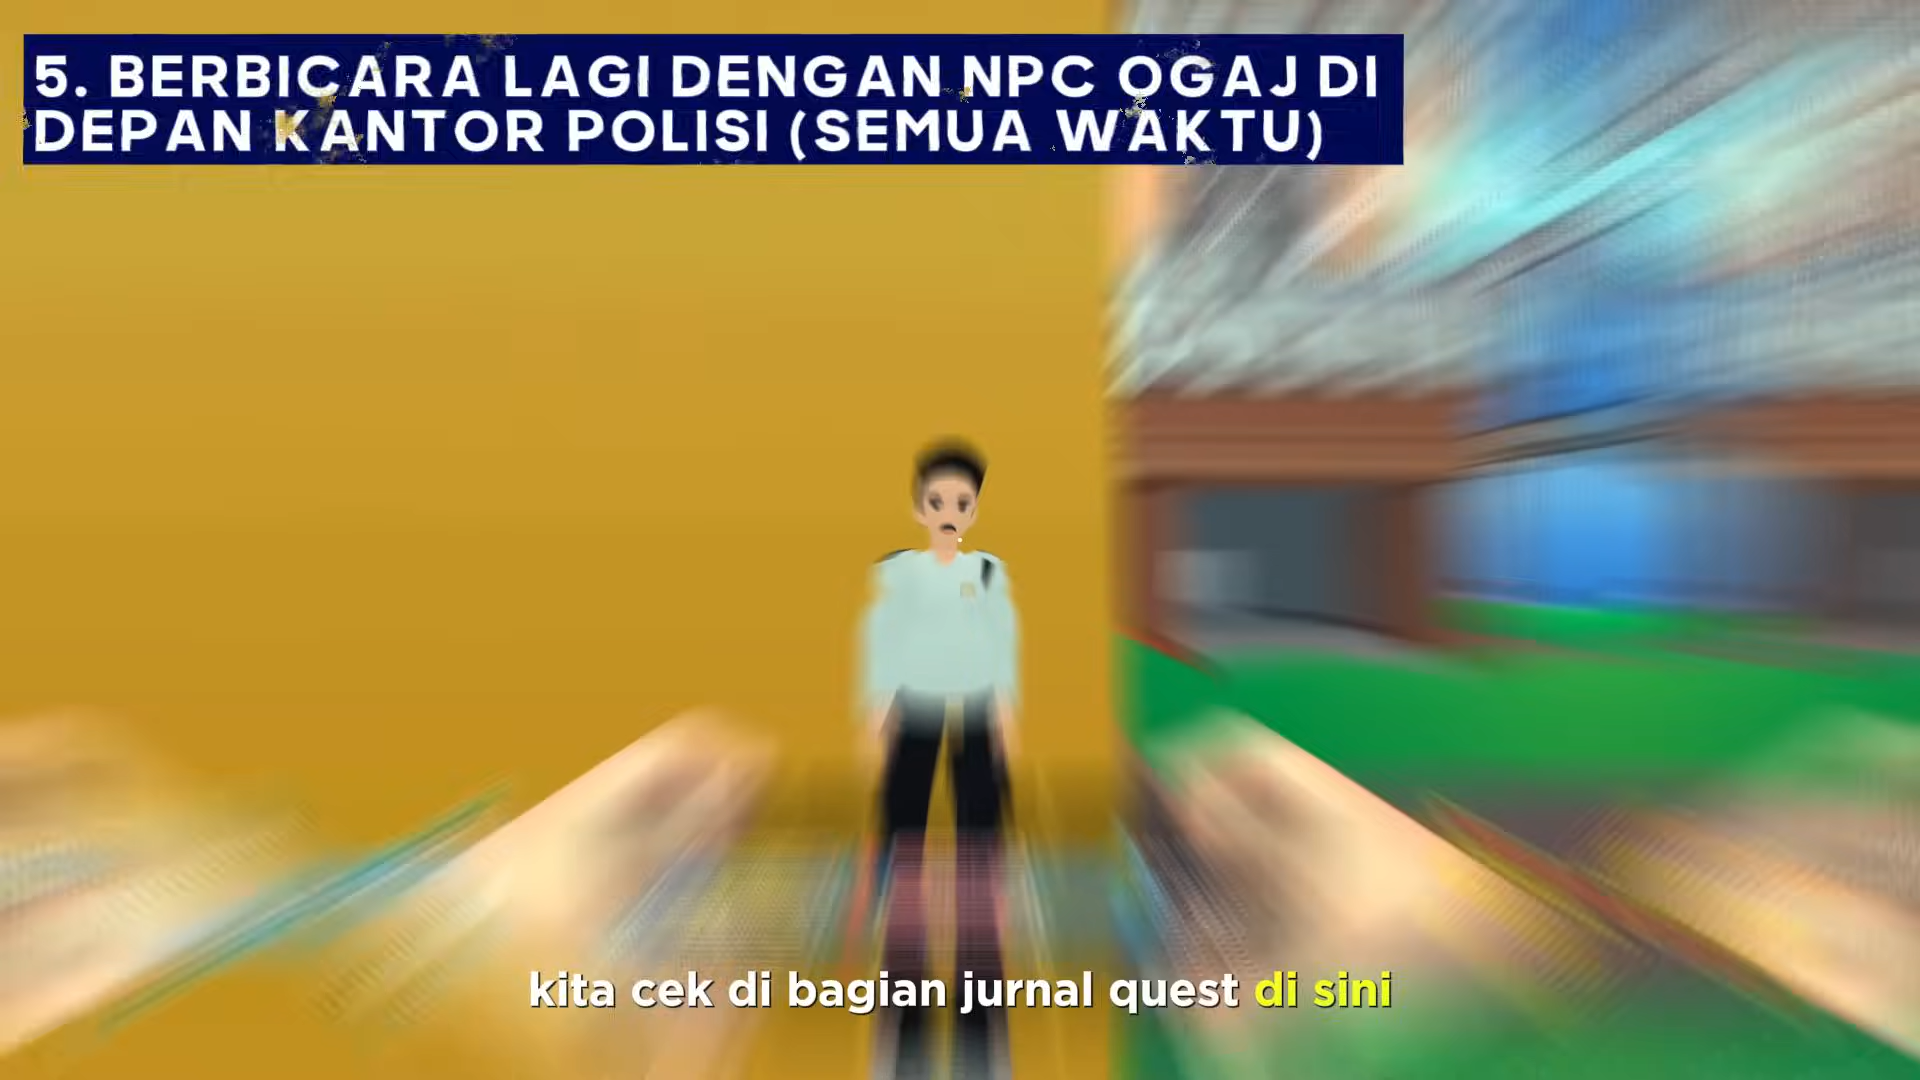 5. BERBICARA LAGI DENGAN NPC OGAJ DI
DEPAN KANTOR POLISI (SEMUA WAKTU)
kita cek di bagian jurnal quest di sini